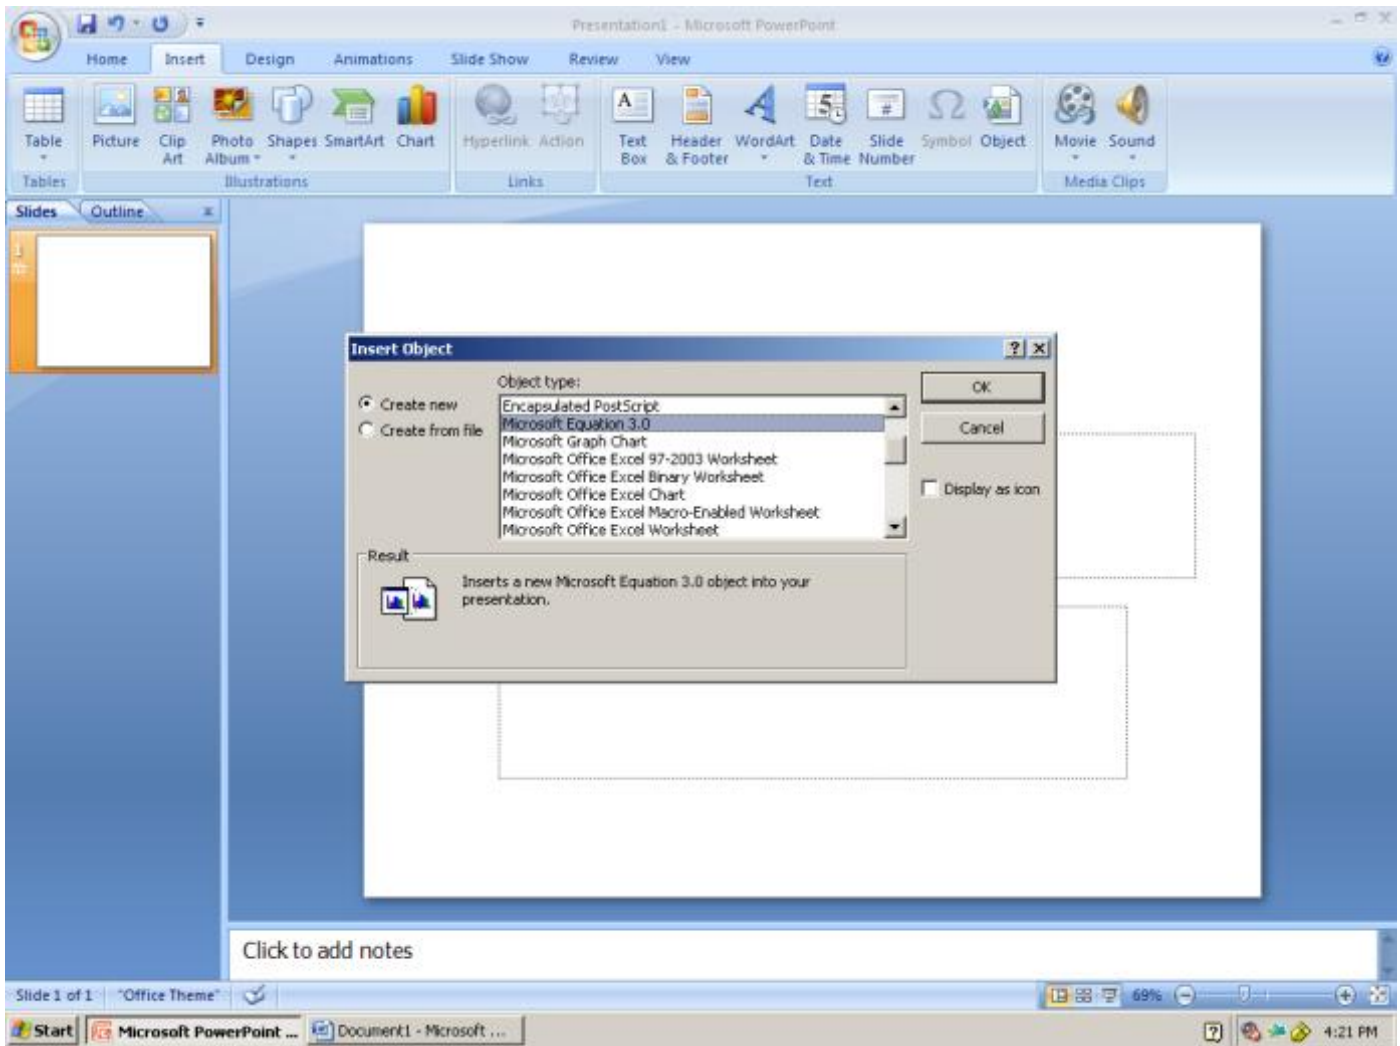 Presentation1 - Microsoft PowerPoint
Home Insert Design Animations Slide Show Review View
Table Picture Clip Art Photo Album Shapes SmartArt Chart Hyperlink Action Text Box Header & Footer WordArt Date & Time Slide Number Symbol Object Movie Sound
Tables Illustrations Links Text Media Clips
Slides Outline
1
Insert Object
Object type:
Create new
Create from file
Encapsulated PostScript
Microsoft Equation 3.0
Microsoft Graph Chart
Microsoft Office Excel 97-2003 Worksheet
Microsoft Office Excel Binary Worksheet
Microsoft Office Excel Chart
Microsoft Office Excel Macro-Enabled Worksheet
Microsoft Office Excel Worksheet
OK
Cancel
Display as icon
Result
Inserts a new Microsoft Equation 3.0 object into your
presentation.
Click to add notes
Slide 1 of 1 "Office Theme" 69%
Start Microsoft PowerPoint ... Document1 - Microsoft ... 4:21 PM